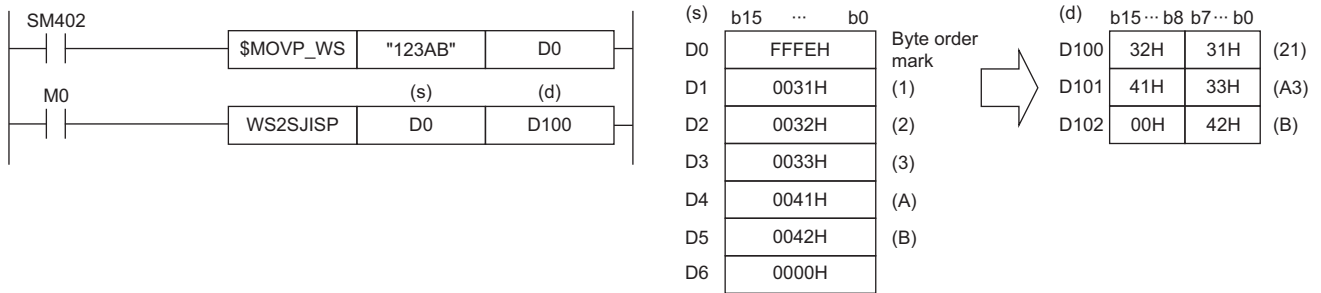 SM402
$MOVP_WS "123AB" D0
M0
(s) (d)
WS2SJISP D0 D100
(s) b15 ··· b0
D0 FFFEH Byte order
mark
D1 0031H (1)
D2 0032H (2)
D3 0033H (3)
D4 0041H (A)
D5 0042H (B)
D6 0000H
(d) b15 ··· b8 b7 ··· b0
D100 32H 31H (21)
D101 41H 33H (A3)
D102 00H 42H (B)